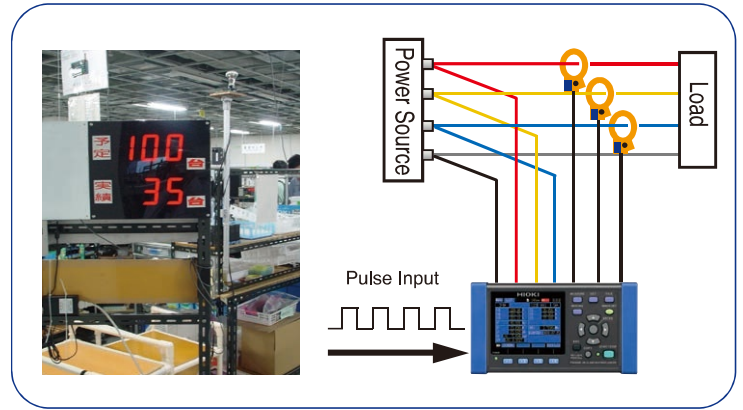 予定 100 台
実績 35 台
Power Source
Load
Pulse Input
HIOKI